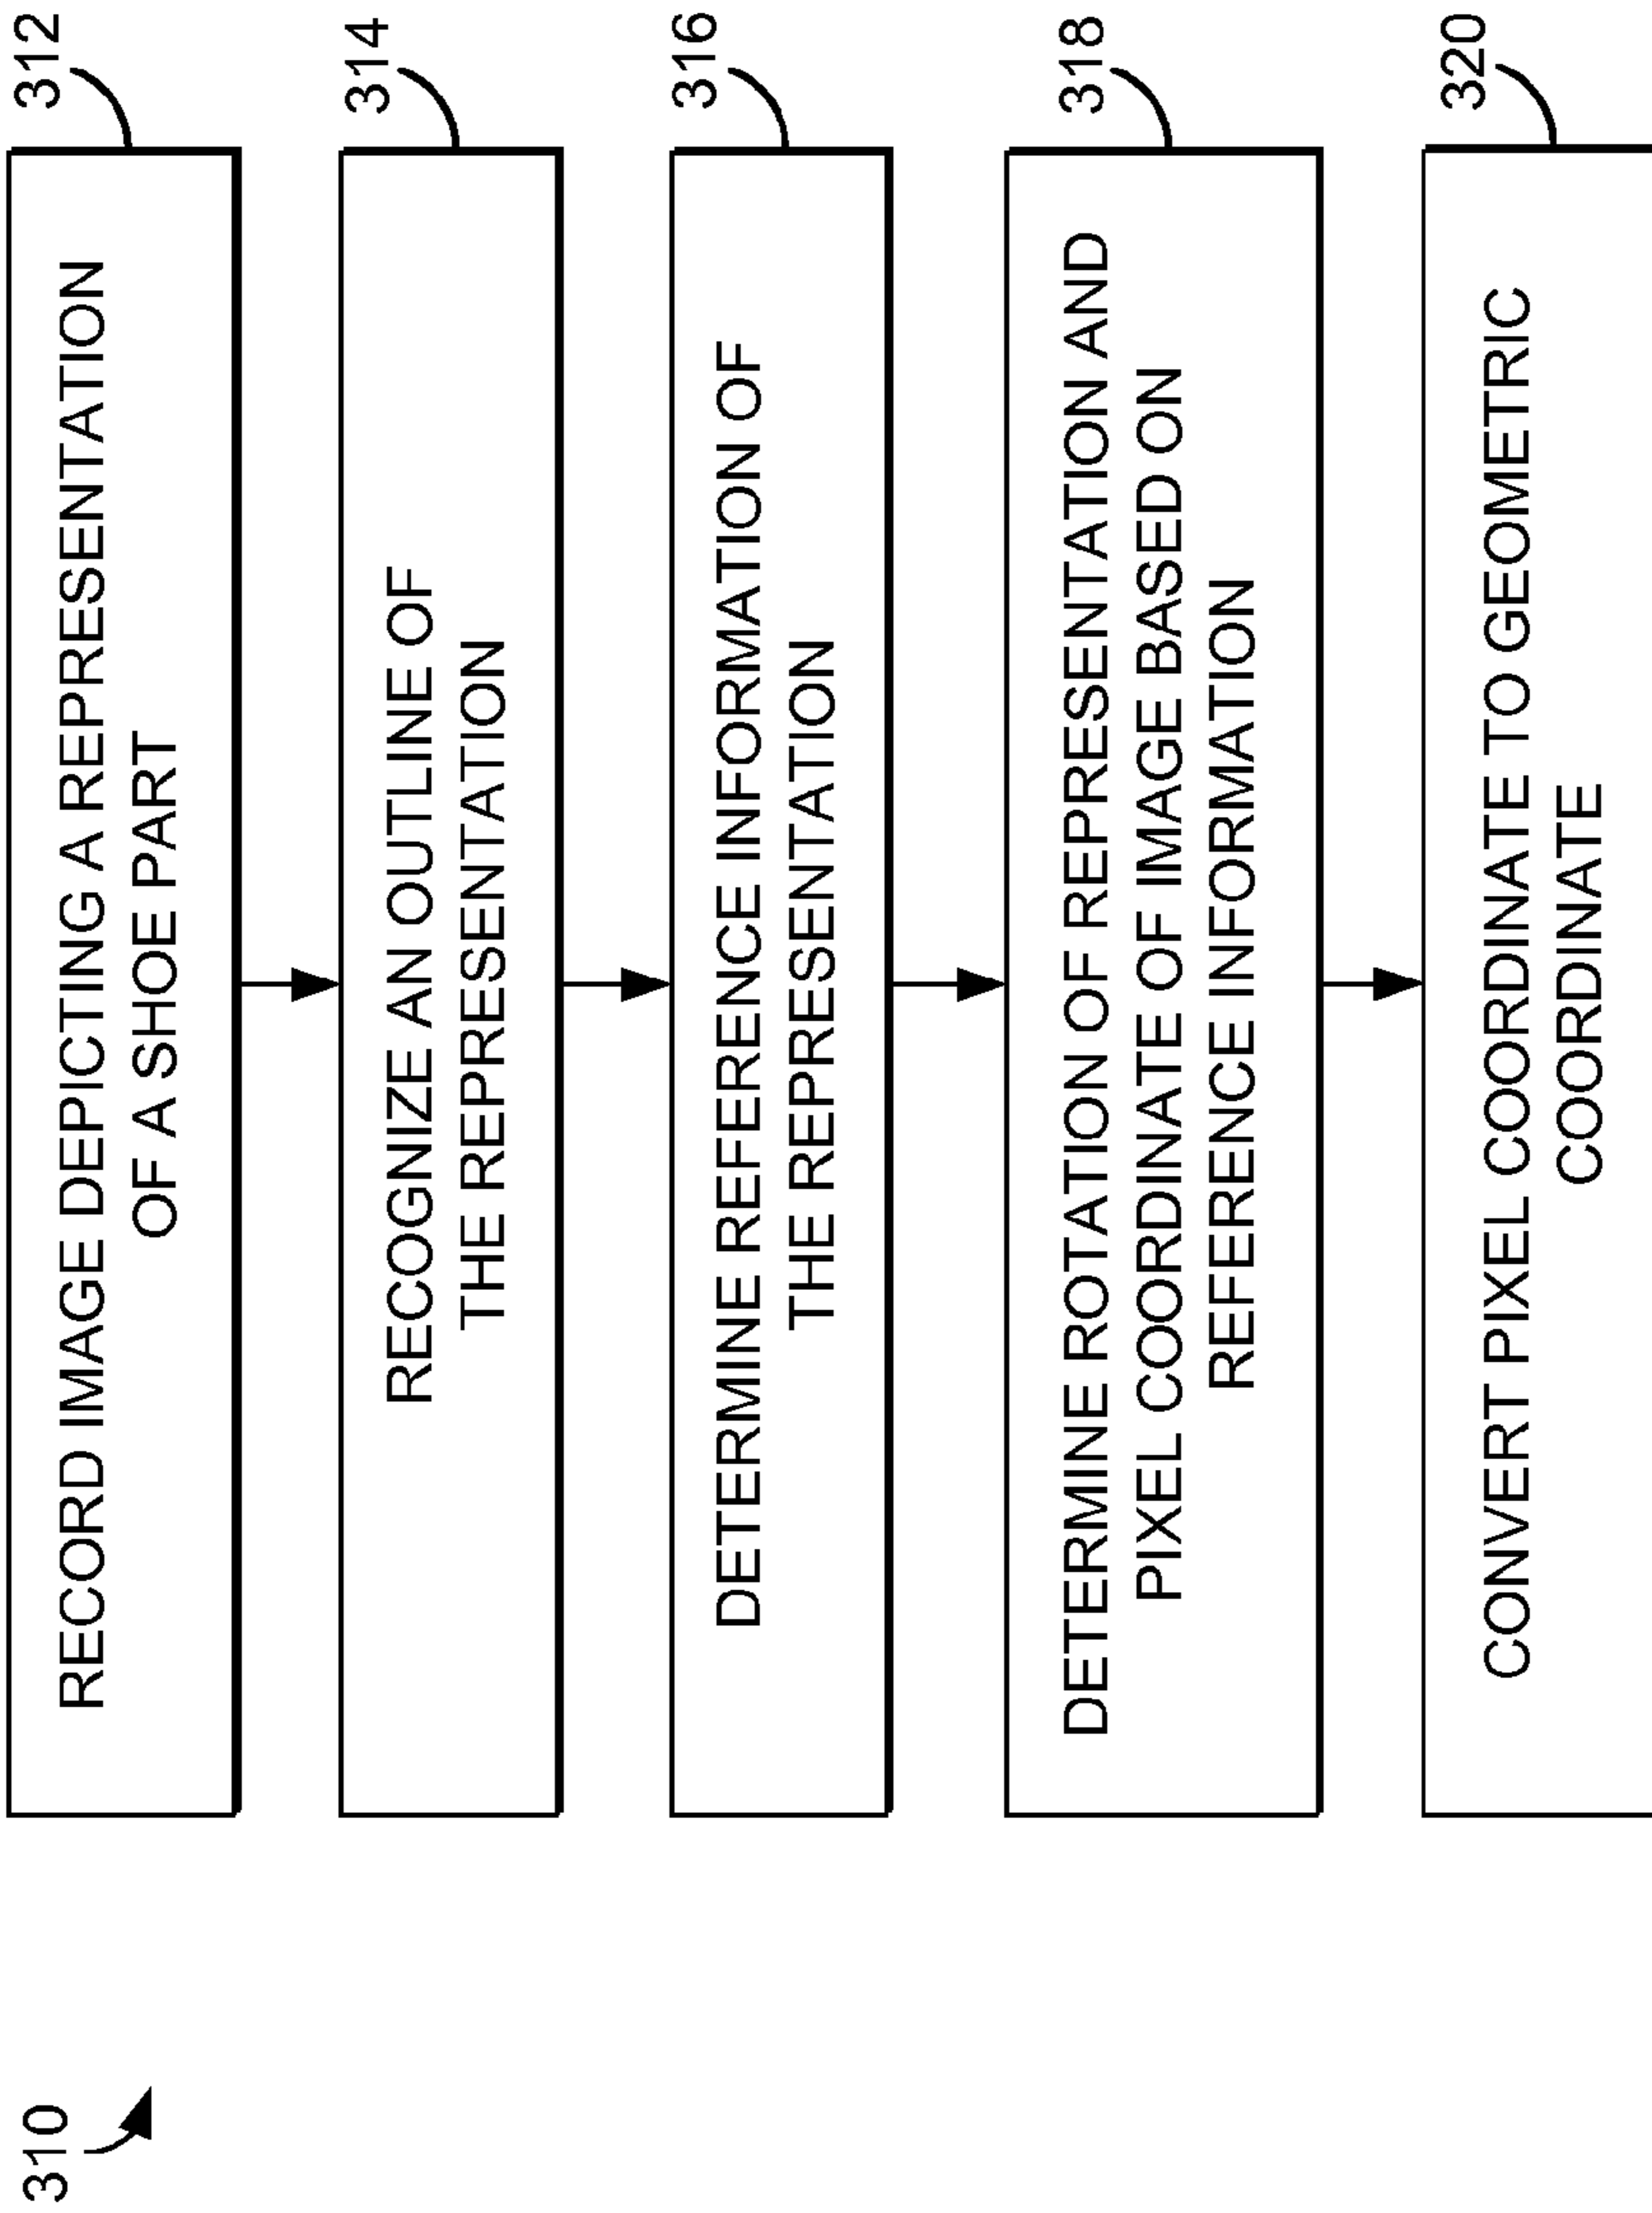 310
312
RECORD IMAGE DEPICTING A REPRESENTATION
OF A SHOE PART
314
RECOGNIZE AN OUTLINE OF
THE REPRESENTATION
316
DETERMINE REFERENCE INFORMATION OF
THE REPRESENTATION
318
DETERMINE ROTATION OF REPRESENTATION AND
PIXEL COORDINATE OF IMAGE BASED ON
REFERENCE INFORMATION
320
CONVERT PIXEL COORDINATE TO GEOMETRIC
COORDINATE